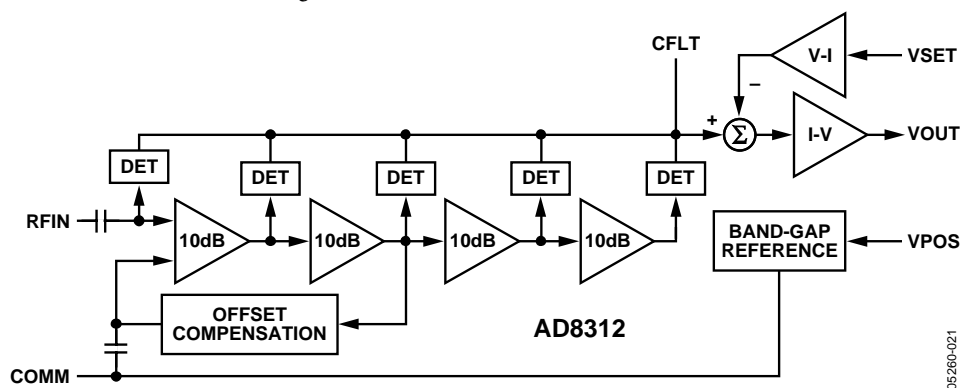 CFLT
V-I
VSET
–
+
Σ
I-V
VOUT
DET
DET
DET
DET
DET
RFIN
10dB
10dB
10dB
10dB
BAND-GAP
REFERENCE
VPOS
OFFSET
COMPENSATION
AD8312
COMM
05260-021